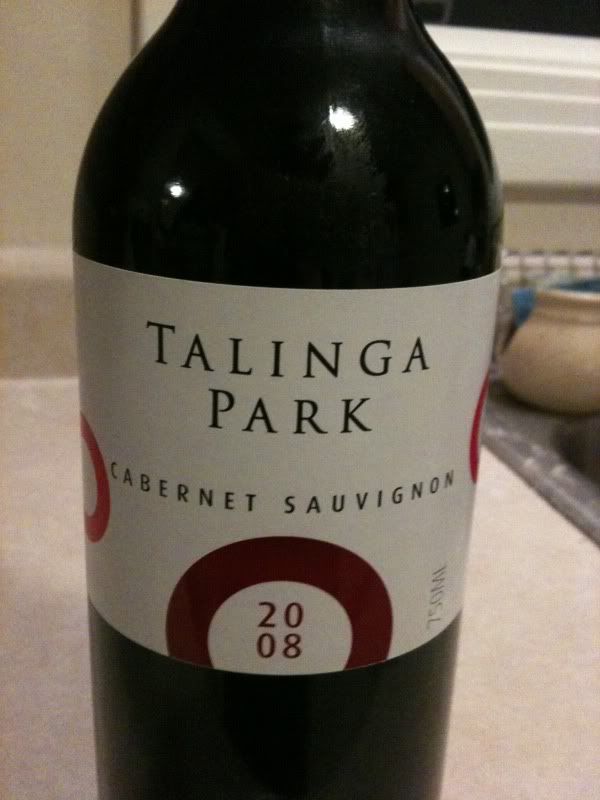 TALINGA
PARK
CABERNET SAUVIGNON
20
08
750ML